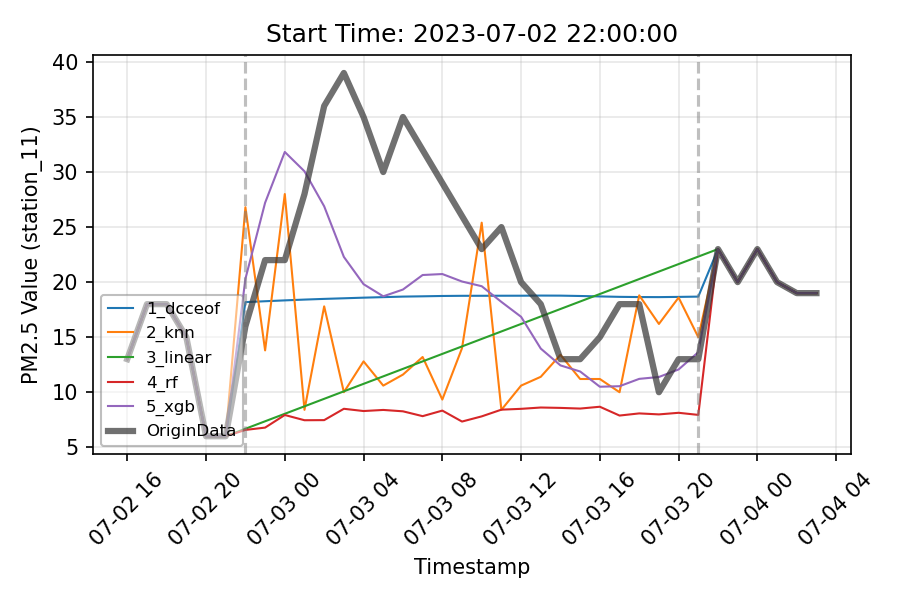 Start Time: 2023-07-02 22:00:00
PM2.5 Value (station_11)
40
35
30
25
20
15
10
5
1_dcceof
2_knn
3_linear
4_rf
5_xgb
OriginData
07-02 16
07-02 20
07-03 00
07-03 04
07-03 08
07-03 12
07-03 16
07-03 20
07-04 00
07-04 04
Timestamp